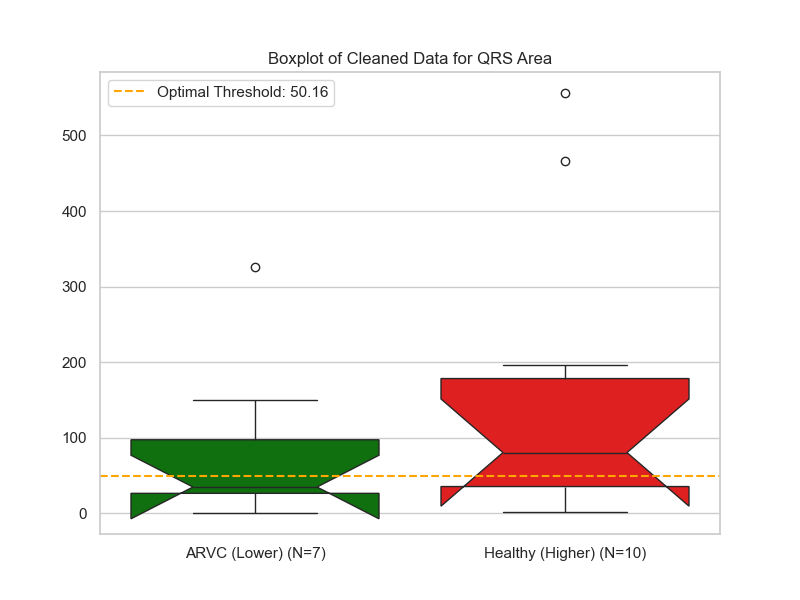 Boxplot of Cleaned Data for QRS Area
Optimal Threshold: 50.16
500
400
300
200
100
0
ARVC (Lower) (N=7)
Healthy (Higher) (N=10)